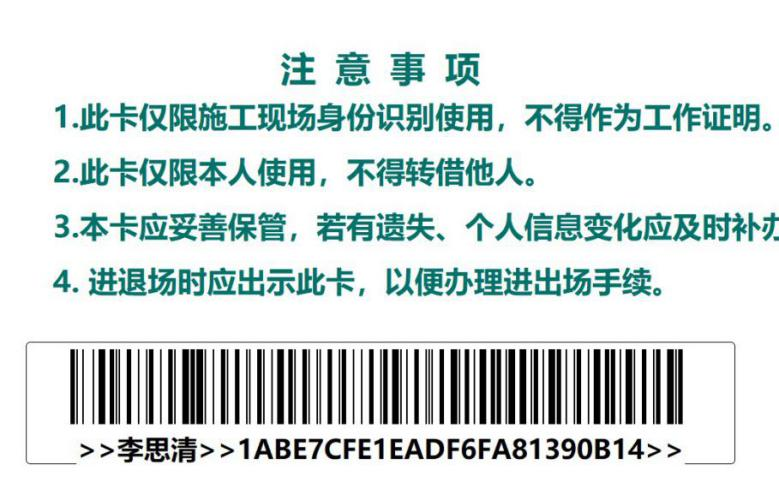 注意事项
1.此卡仅限施工现场身份识别使用，不得作为工作证明。
2.此卡仅限本人使用，不得转借他人。
3.本卡应妥善保管，若有遗失、个人信息变化应及时补办
4. 进退场时应出示此卡，以便办理进出场手续。
>>李思清>>1ABE7CFE1EADF6FA81390B14>>